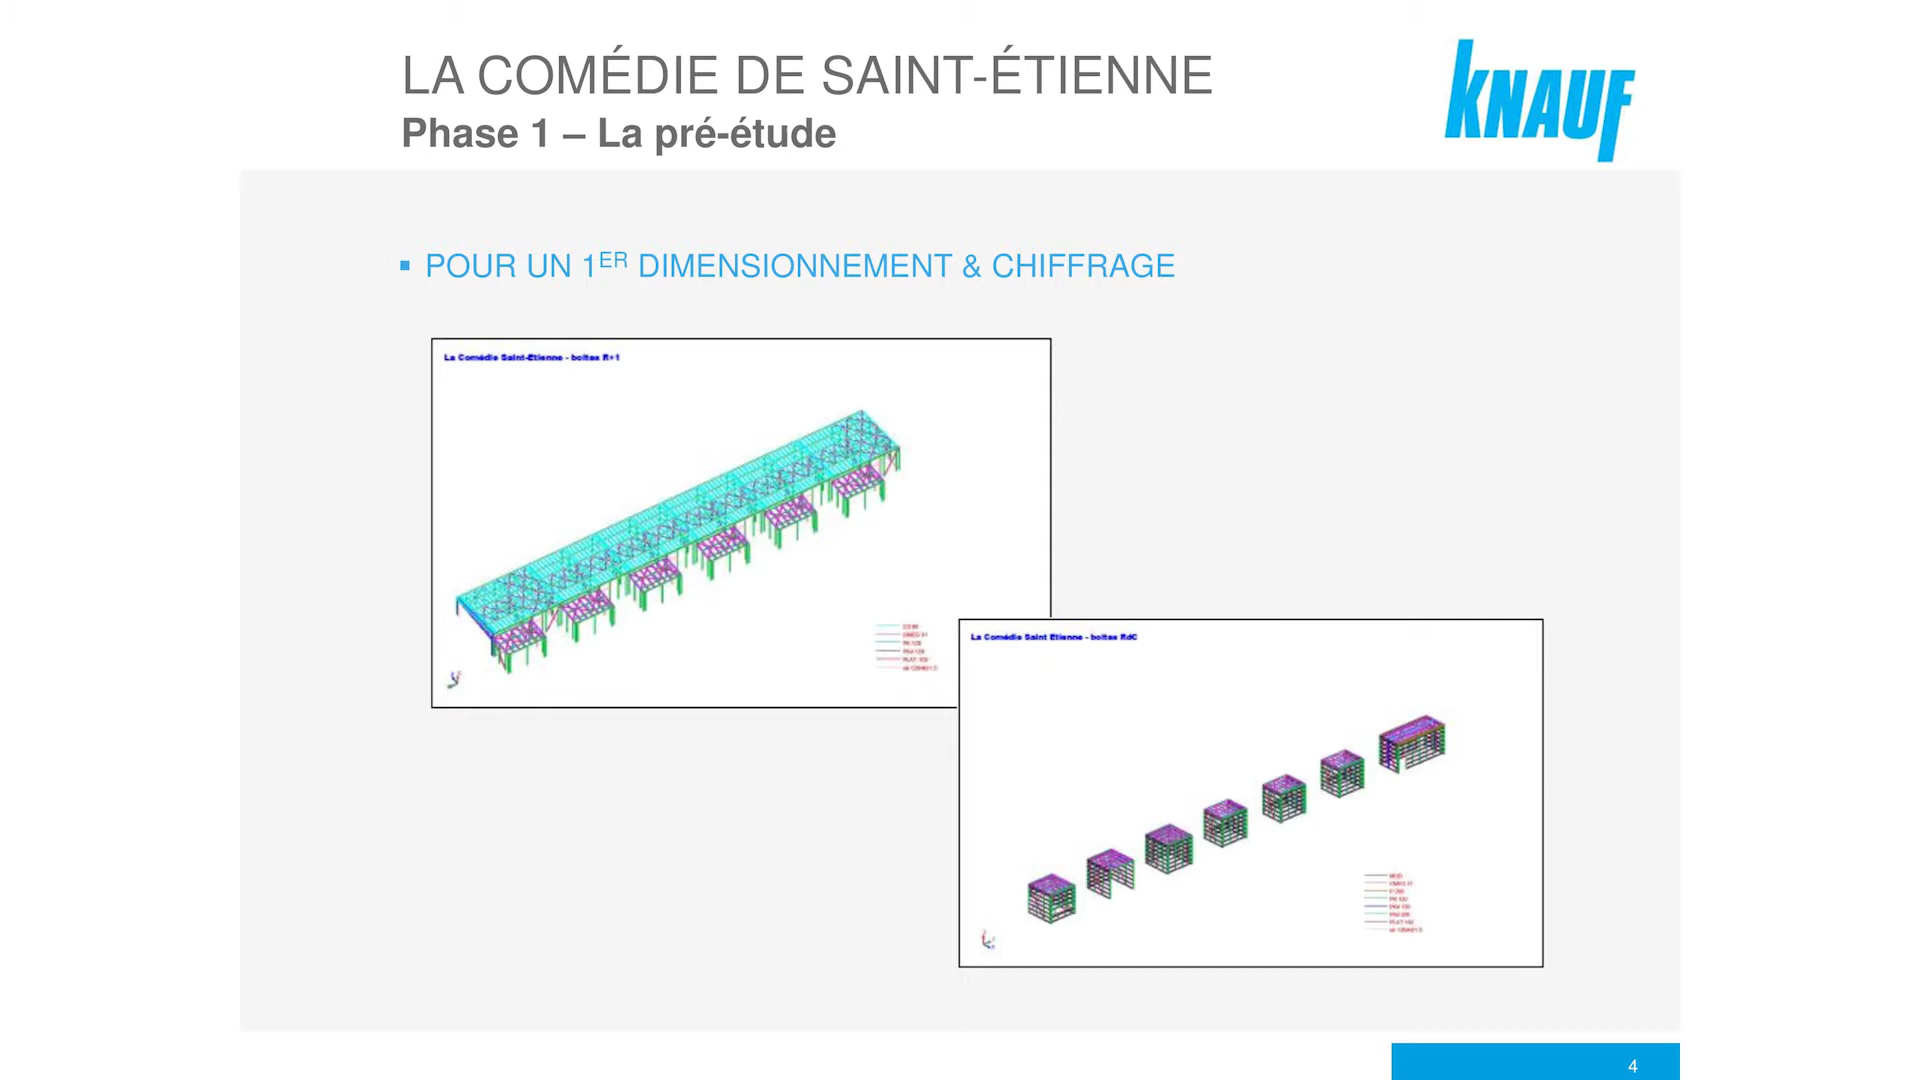 LA COMÉDIE DE SAINT-ÉTIENNE
Phase 1 – La pré-étude
KNAUF
POUR UN 1ER DIMENSIONNEMENT & CHIFFRAGE
La Comédie Saint-Etienne - boites R+1
La Comédie Saint Etienne - boites RdC
4